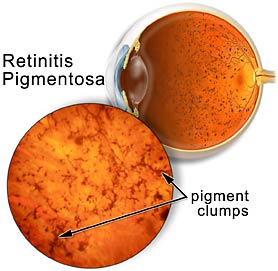 Retinitis
Pigmentosa
pigment
clumps